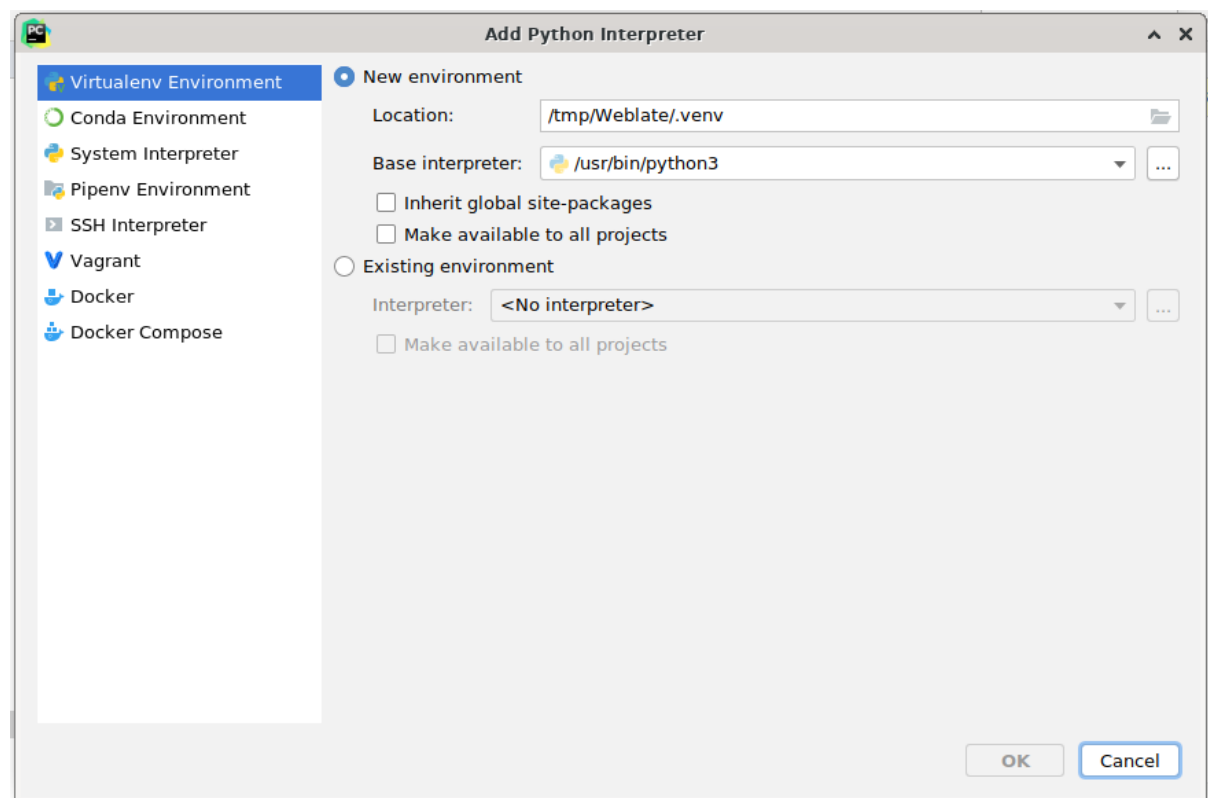 PC
Add Python Interpreter
Virtualenv Environment
Conda Environment
System Interpreter
Pipenv Environment
SSH Interpreter
Vagrant
Docker
Docker Compose
New environment
Location: /tmp/Weblate/.venv
Base interpreter: /usr/bin/python3 ...
Inherit global site-packages
Make available to all projects
Existing environment
Interpreter: <No interpreter> ...
Make available to all projects
OK Cancel